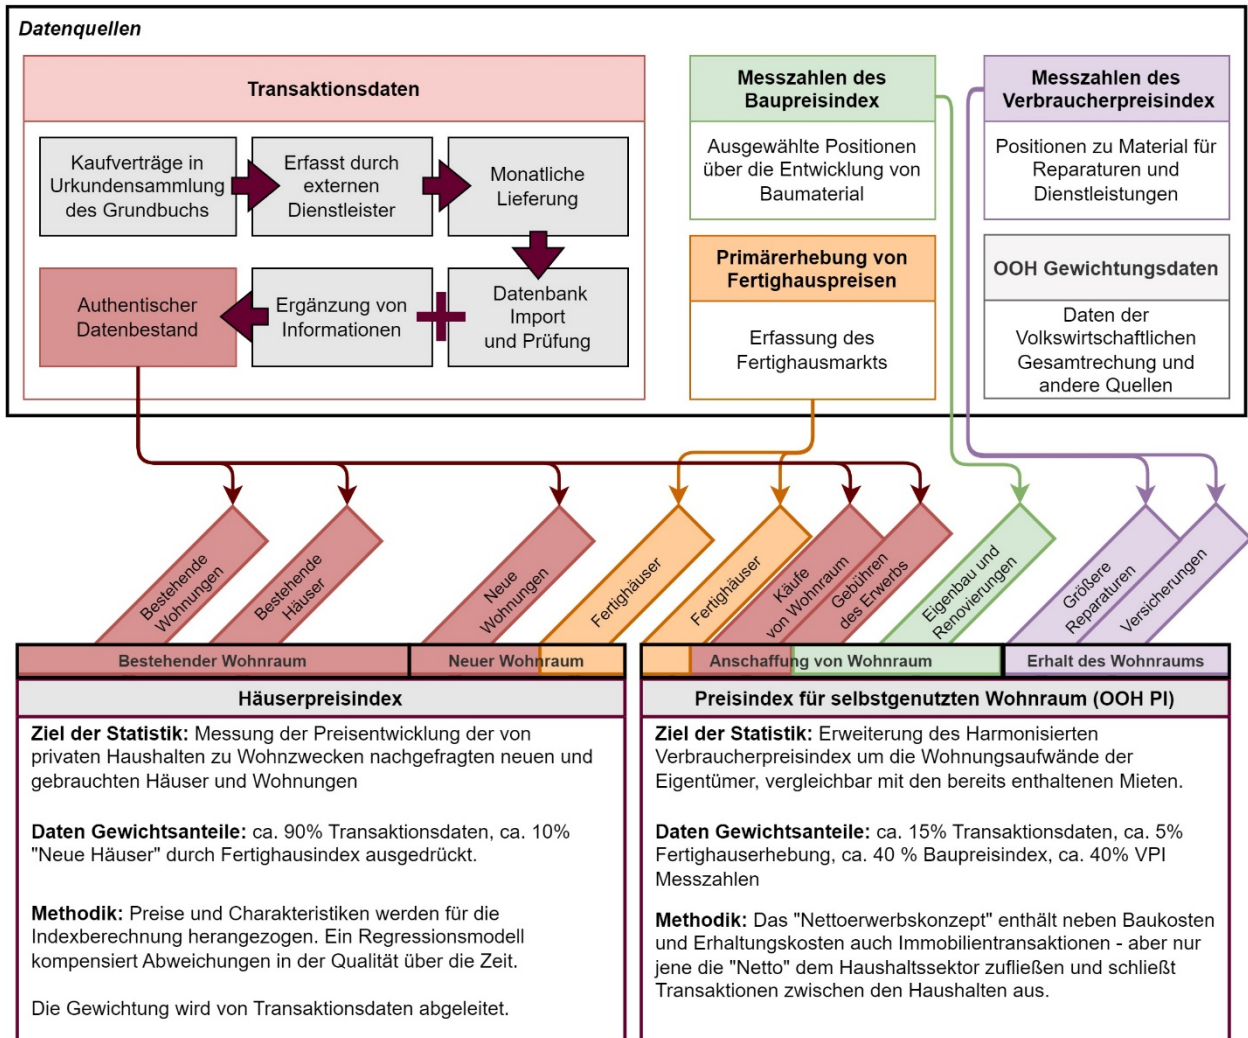 Datenquellen
Transaktionsdaten
Kaufverträge in
Urkundensammlung
des Grundbuchs
Erfasst durch
externen
Dienstleister
Monatliche
Lieferung
Authentischer
Datenbestand
Ergänzung von
Informationen
Datenbank
Import
und Prüfung
Messzahlen des
Baupreisindex
Ausgewählte Positionen
über die Entwicklung von
Baumaterial
Messzahlen des
Verbraucherpreisindex
Positionen zu Material für
Reparaturen und
Dienstleistungen
Primärerhebung von
Fertighauspreisen
Erfassung des
Fertighausmarkts
OOH Gewichtungsdaten
Daten der
Volkswirtschaftlichen
Gesamtrechung und
andere Quellen
Bestehende
Wohnungen
Bestehende
Häuser
Neue
Wohnungen
Fertighäuser
Fertighäuser
Käufe
von Wohnraum
Gebühren
des Erwerbs
Eigenbau und
Renovierungen
Größere
Reparaturen
Versicherungen
Bestehender Wohnraum
Neuer Wohnraum
Anschaffung von Wohnraum
Erhalt des Wohnraums
Häuserpreisindex
Ziel der Statistik: Messung der Preisentwicklung der von
privaten Haushalten zu Wohnzwecken nachgefragten neuen und
gebrauchten Häuser und Wohnungen
Daten Gewichtsanteile: ca. 90% Transaktionsdaten, ca. 10%
"Neue Häuser" durch Fertighausindex ausgedrückt.
Methodik: Preise und Charakteristiken werden für die
Indexberechnung herangezogen. Ein Regressionsmodell
kompensiert Abweichungen in der Qualität über die Zeit.
Die Gewichtung wird von Transaktionsdaten abgeleitet.
Preisindex für selbstgenutzten Wohnraum (OOH PI)
Ziel der Statistik: Erweiterung des Harmonisierten
Verbraucherpreisindex um die Wohnungsaufwände der
Eigentümer, vergleichbar mit den bereits enthaltenen Mieten.
Daten Gewichtsanteile: ca. 15% Transaktionsdaten, ca. 5%
Fertighauserhebung, ca. 40 % Baupreisindex, ca. 40% VPI
Messzahlen
Methodik: Das "Nettoerwerbskonzept" enthält neben Baukosten
und Erhaltungskosten auch Immobilientransaktionen - aber nur
jene die "Netto" dem Haushaltssektor zufließen und schließt
Transaktionen zwischen den Haushalten aus.